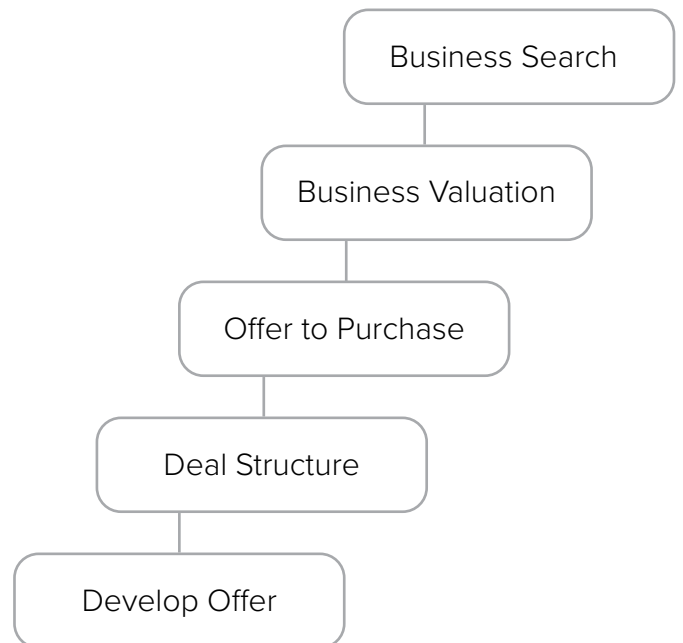 Business Search
Business Valuation
Offer to Purchase
Deal Structure
Develop Offer